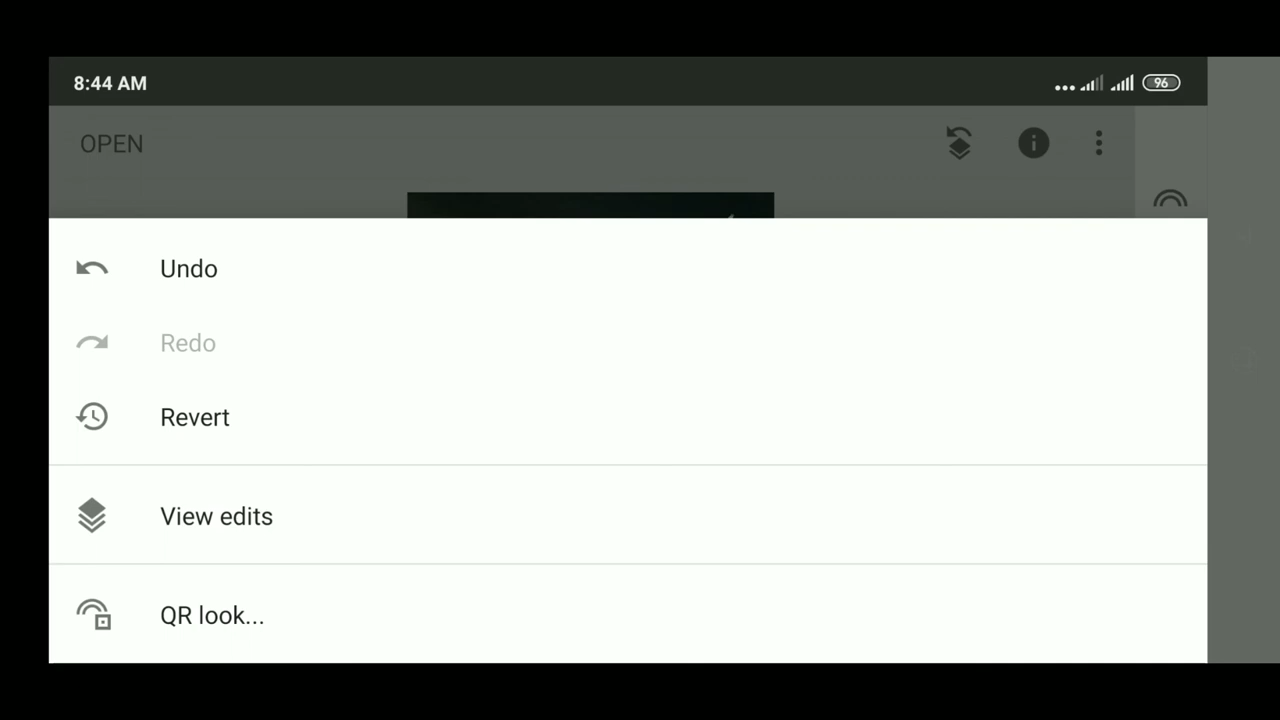 8:44 AM
96
OPEN
Undo
Redo
Revert
View edits
QR look...